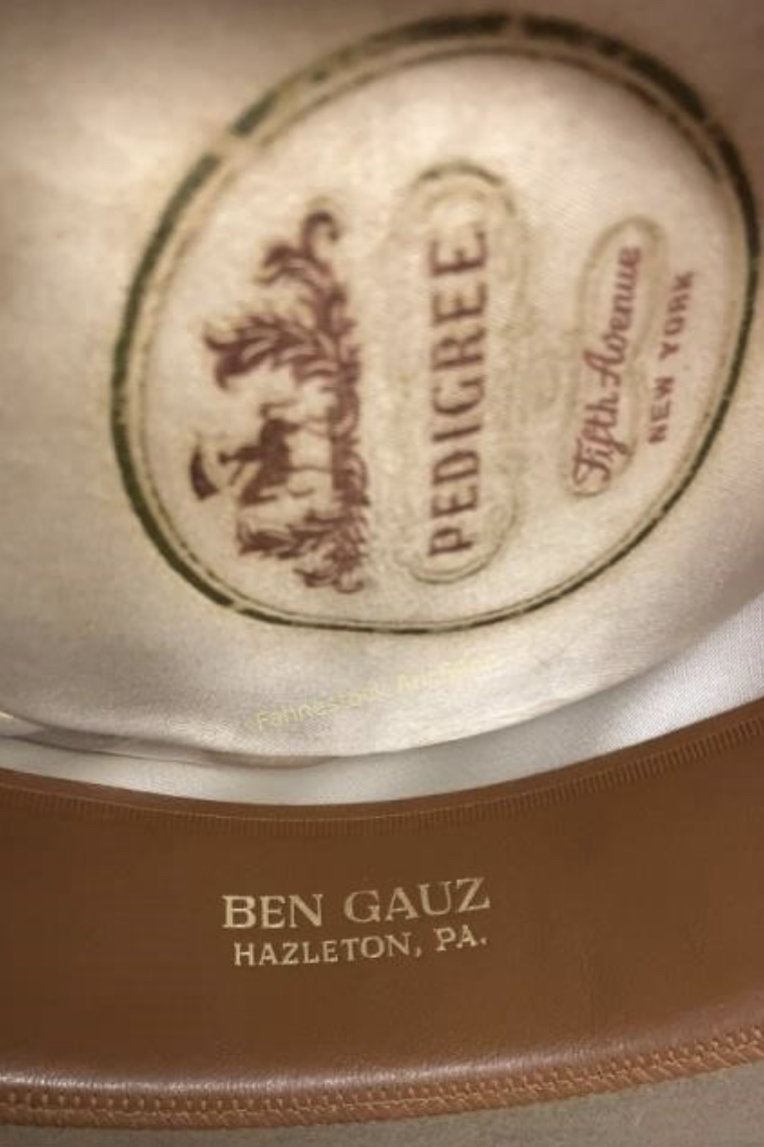 PEDIGREE
Fifth Avenue
NEW YORK
BEN GAUZ
HAZLETON, PA.